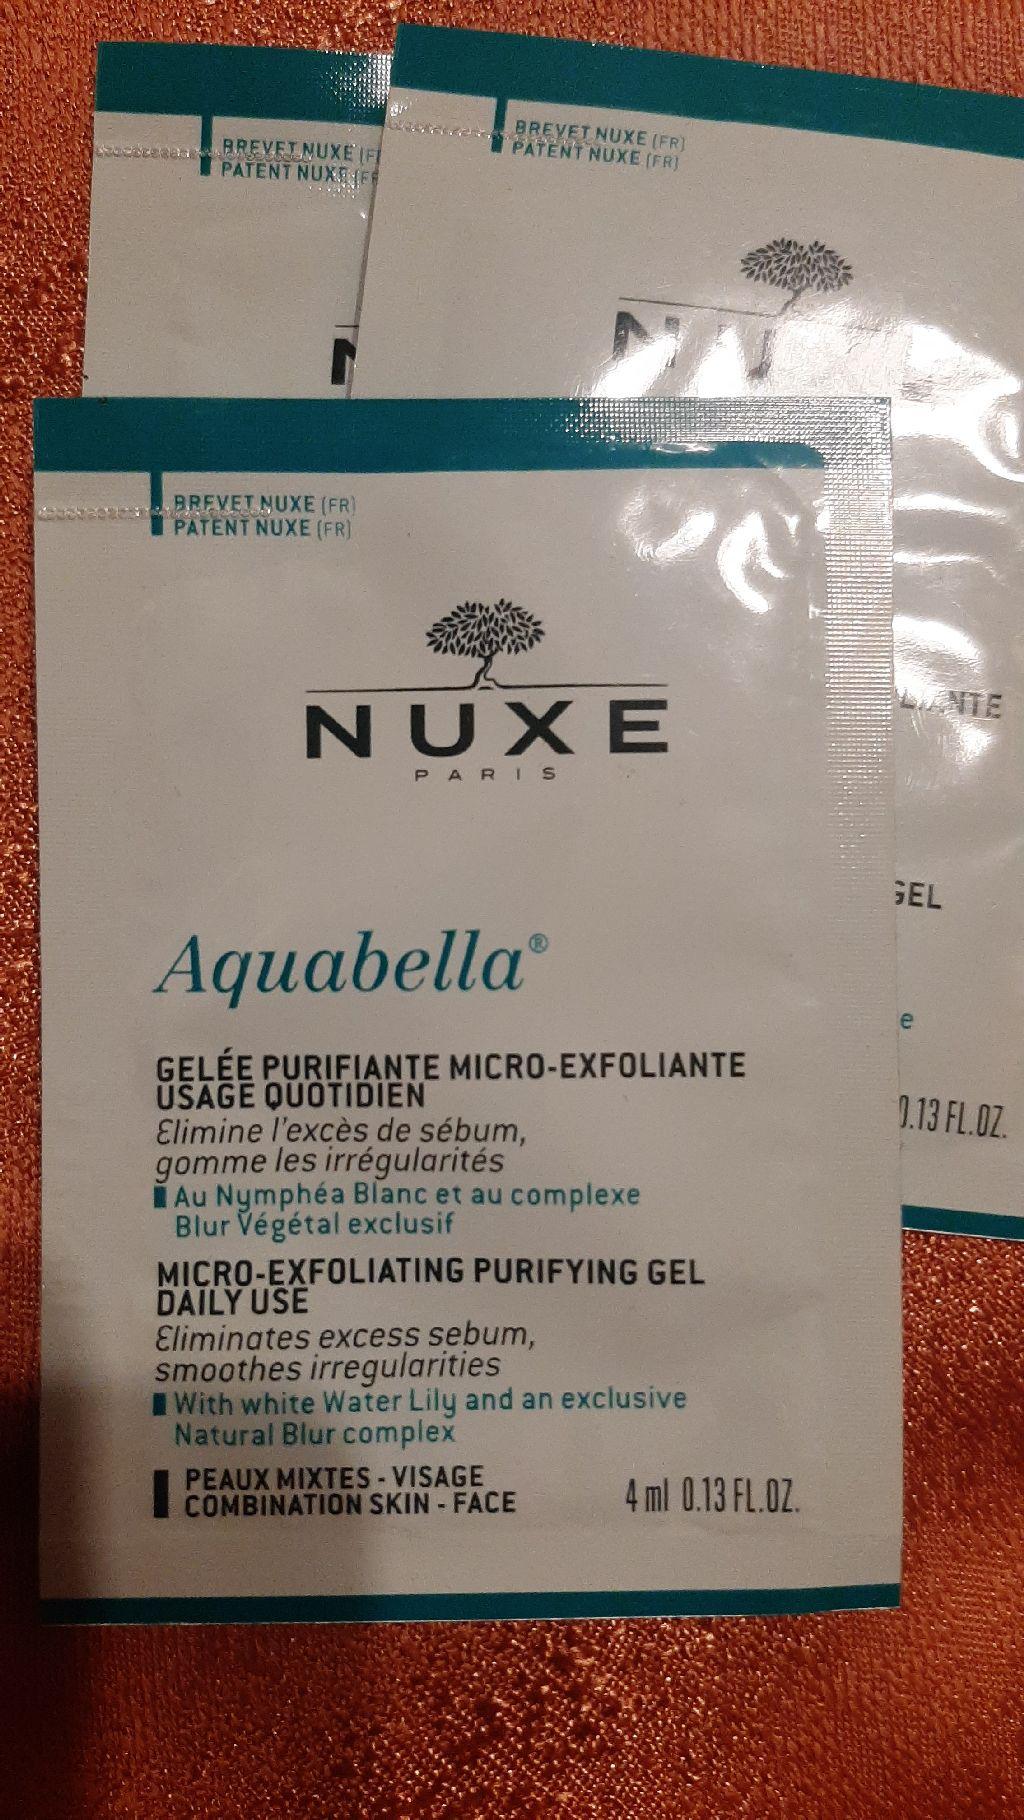 BREVET NUXE (F
PATENT NUXE (F
BREVET NUXE (FR)
PATENT NUXE (FR)
N
NU
LIANTE
GEL
e
0.13 FL.OZ.
BREVET NUXE (FR)
PATENT NUXE (FR)
NUXE
PARIS
Aquabella®
GELÉE PURIFIANTE MICRO-EXFOLIANTE
USAGE QUOTIDIEN
Elimine l'excès de sébum,
gomme les irrégularités
Au Nymphéa Blanc et au complexe
Blur Végétal exclusif
MICRO-EXFOLIATING PURIFYING GEL
DAILY USE
Eliminates excess sebum,
smoothes irregularities
With white Water Lily and an exclusive
Natural Blur complex
PEAUX MIXTES - VISAGE
COMBINATION SKIN - FACE
4 ml 0.13 FL.OZ.